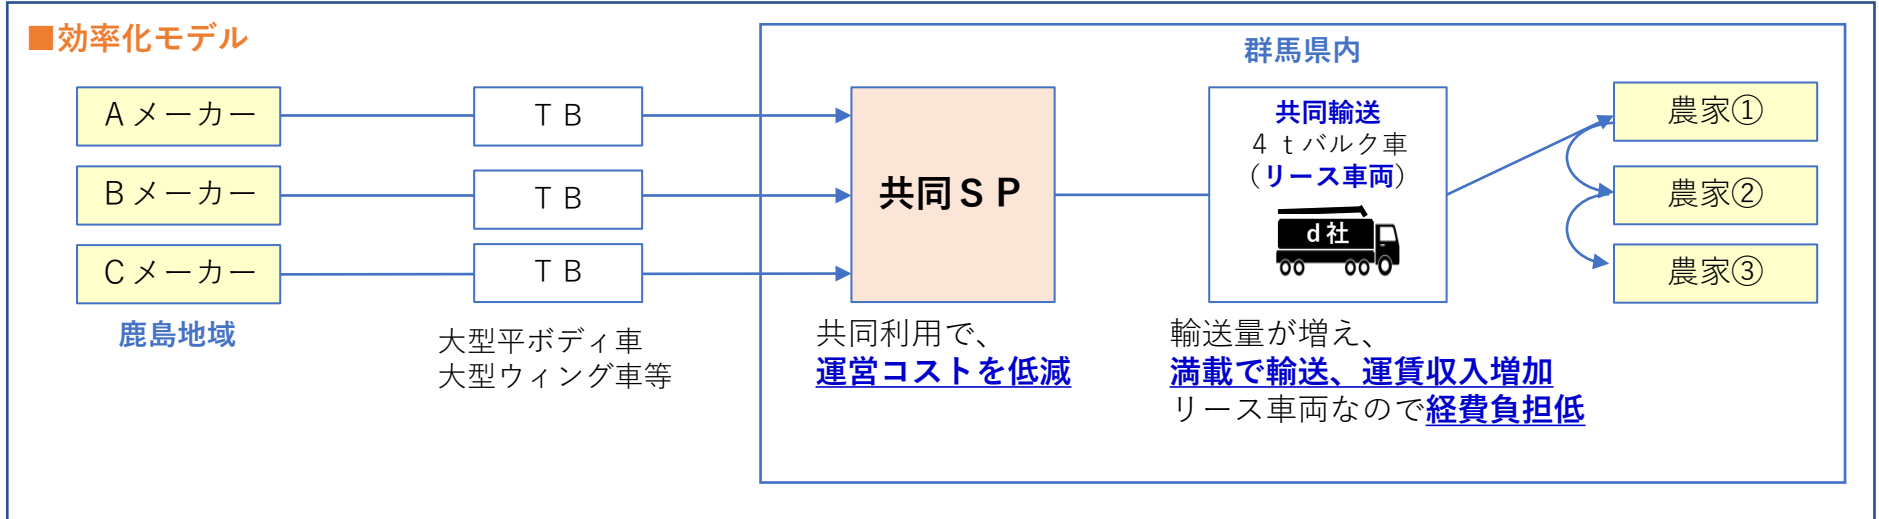 ■効率化モデル
群馬県内
Aメーカー
TB
Bメーカー
TB
Cメーカー
TB
鹿島地域
大型平ボディ車
大型ウィング車等
共同SP
共同利用で、
運営コストを低減
共同輸送
4tバルク車
(リース車両)
d社
輸送量が増え、
満載で輸送、運賃収入増加
リース車両なので経費負担低
農家①
農家②
農家③